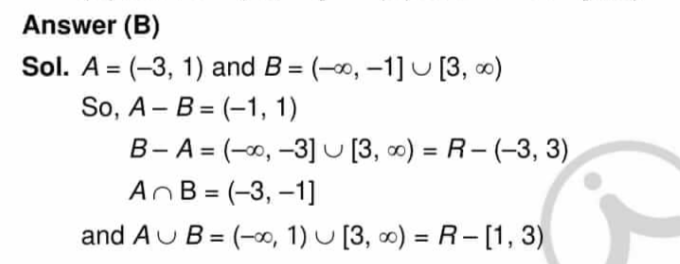 Answer (B)
Sol. A = (–3, 1) and B = (–∞, –1] ∪ [3, ∞)
So, A – B = (–1, 1)
B – A = (–∞, –3] ∪ [3, ∞) = R – (–3, 3)
A ∩ B = (–3, –1]
and A ∪ B = (–∞, 1) ∪ [3, ∞) = R – [1, 3)